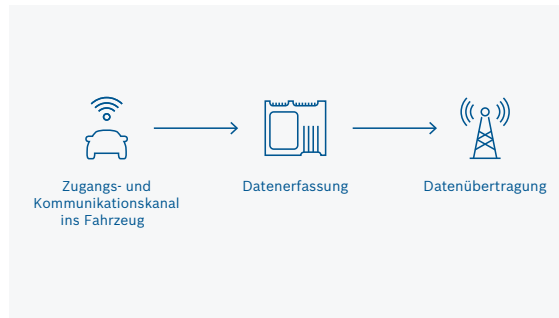 Zugangs- und
Kommunikationskanal
ins Fahrzeug
Datenerfassung
Datenübertragung